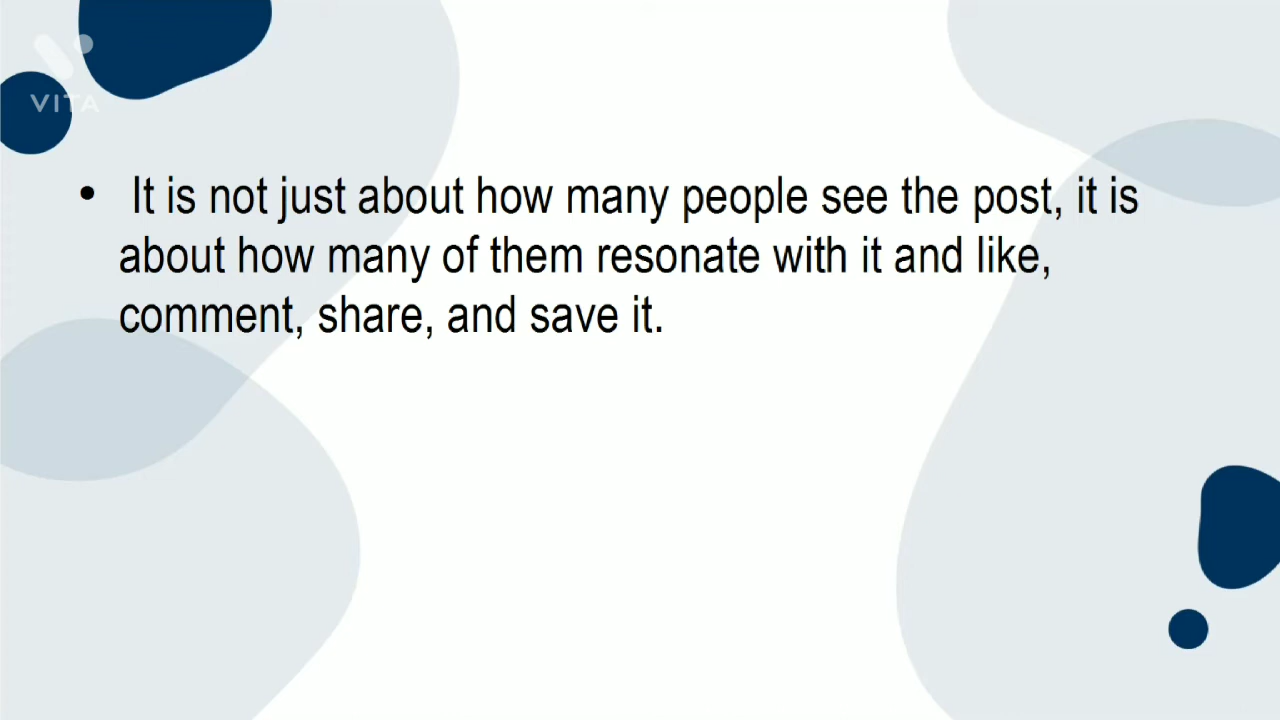 VITA
• It is not just about how many people see the post, it is
about how many of them resonate with it and like,
comment, share, and save it.